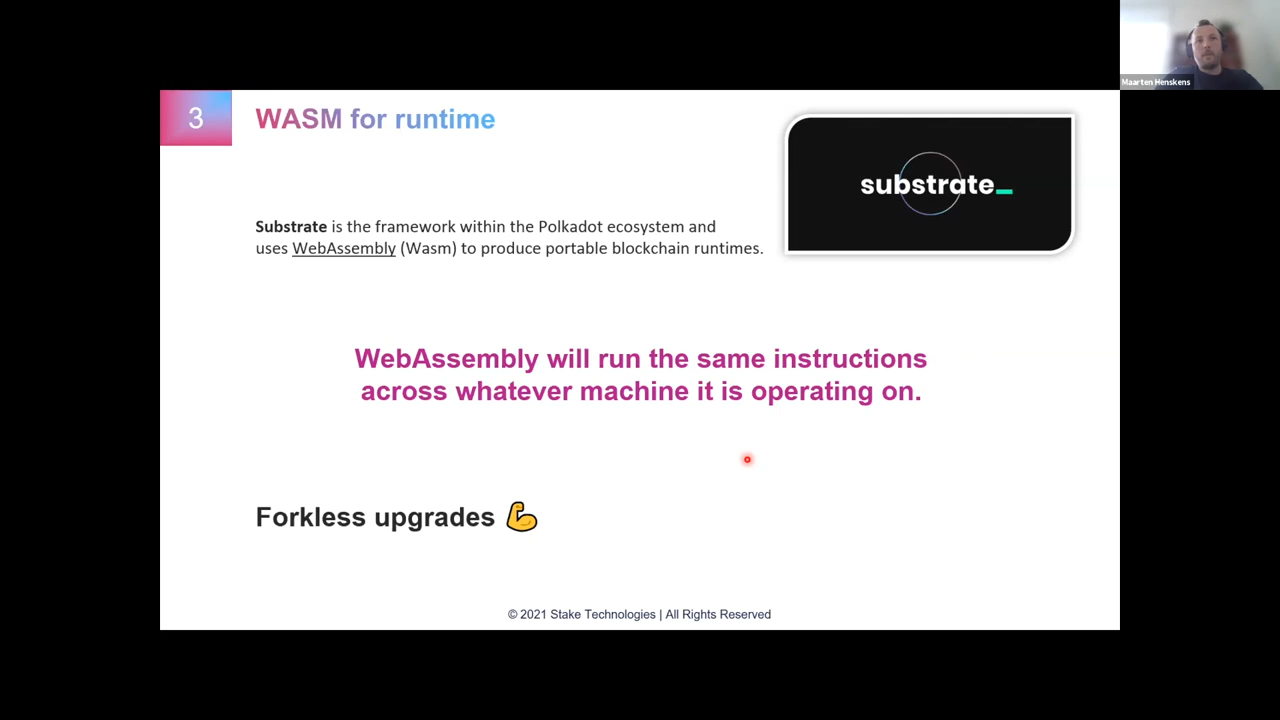 Maarten Henskens
3
WASM for runtime
substrate_
Substrate is the framework within the Polkadot ecosystem and
uses WebAssembly (Wasm) to produce portable blockchain runtimes.
WebAssembly will run the same instructions
across whatever machine it is operating on.
Forkless upgrades 💪
© 2021 Stake Technologies | All Rights Reserved